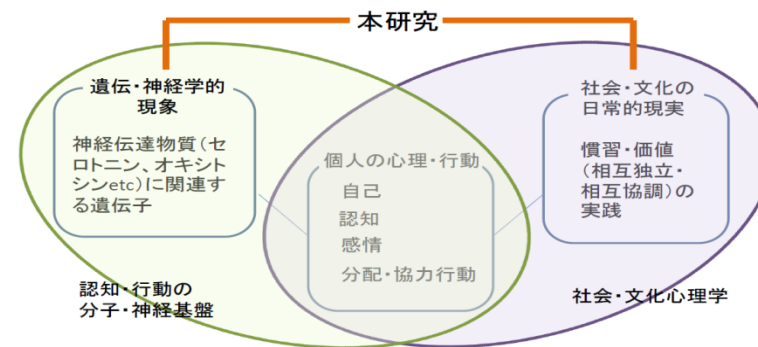 本研究
遺伝・神経学的
現象
神経伝達物質(セ
ロトニン、オキシト
シンetc)に関連す
る遺伝子
個人の心理・行動
自己
認知
感情
分配・協力行動
社会・文化の
日常的現実
慣習・価値
(相互独立・
相互協調)の
実践
認知・行動の
分子・神経基盤
社会・文化心理学